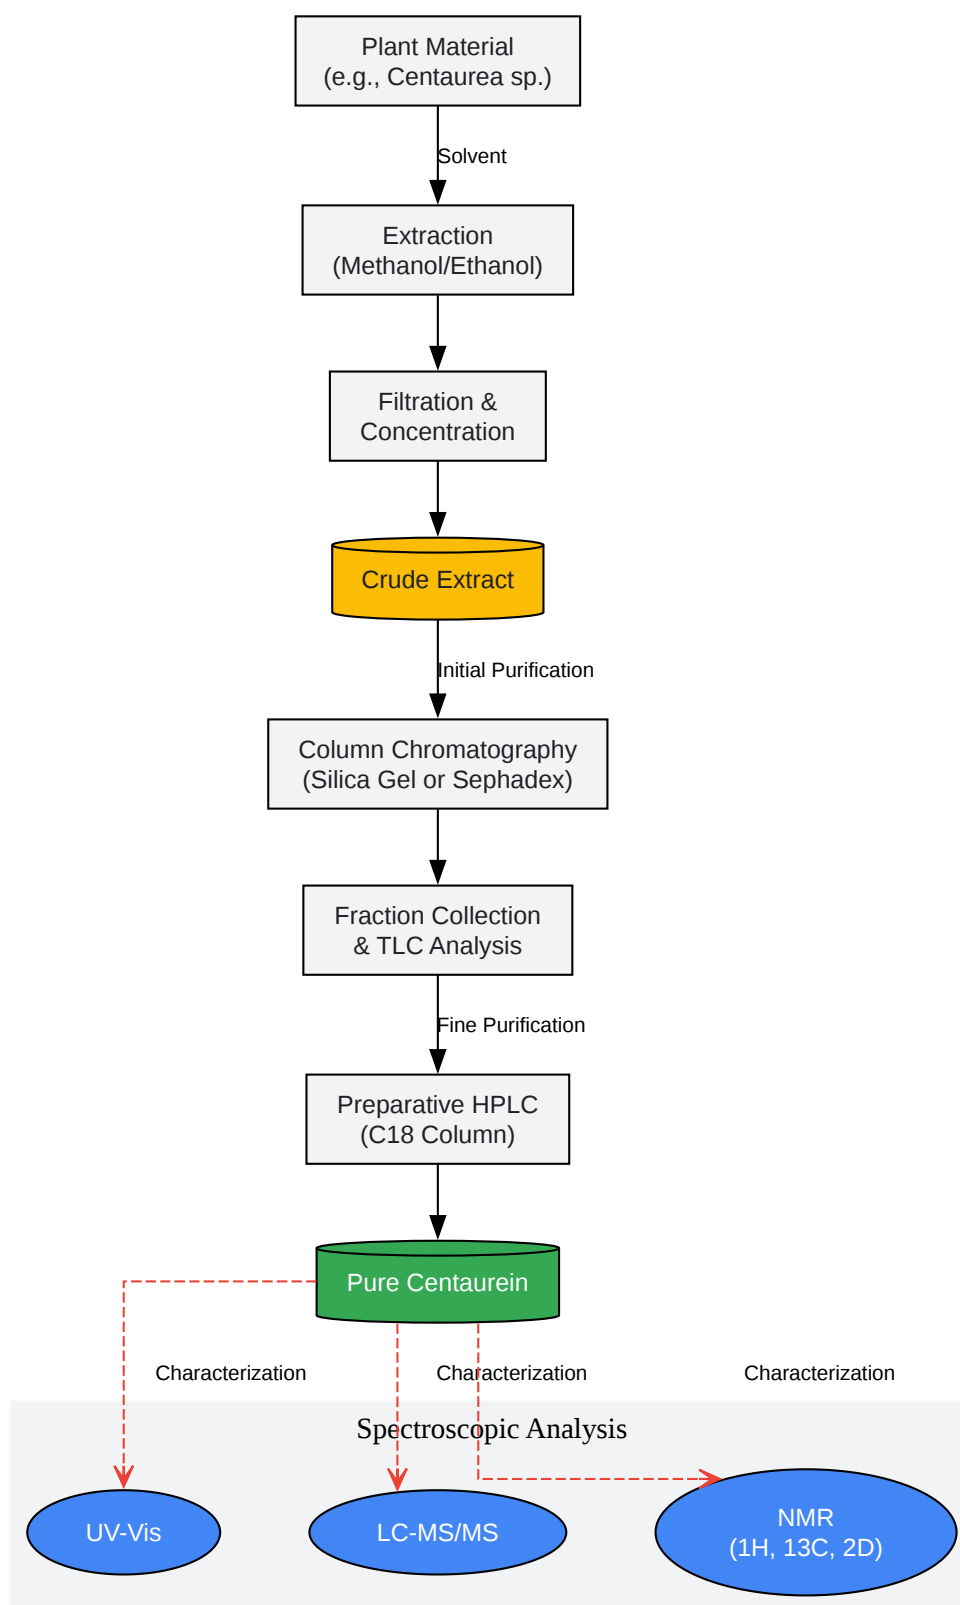 Plant Material
(e.g., Centaurea sp.)
Solvent
Extraction
(Methanol/Ethanol)
Filtration &
Concentration
Crude Extract
Initial Purification
Column Chromatography
(Silica Gel or Sephadex)
Fraction Collection
& TLC Analysis
Fine Purification
Preparative HPLC
(C18 Column)
Pure Centaurein
Characterization
Characterization
Characterization
Spectroscopic Analysis
UV-Vis
LC-MS/MS
NMR
(1H, 13C, 2D)